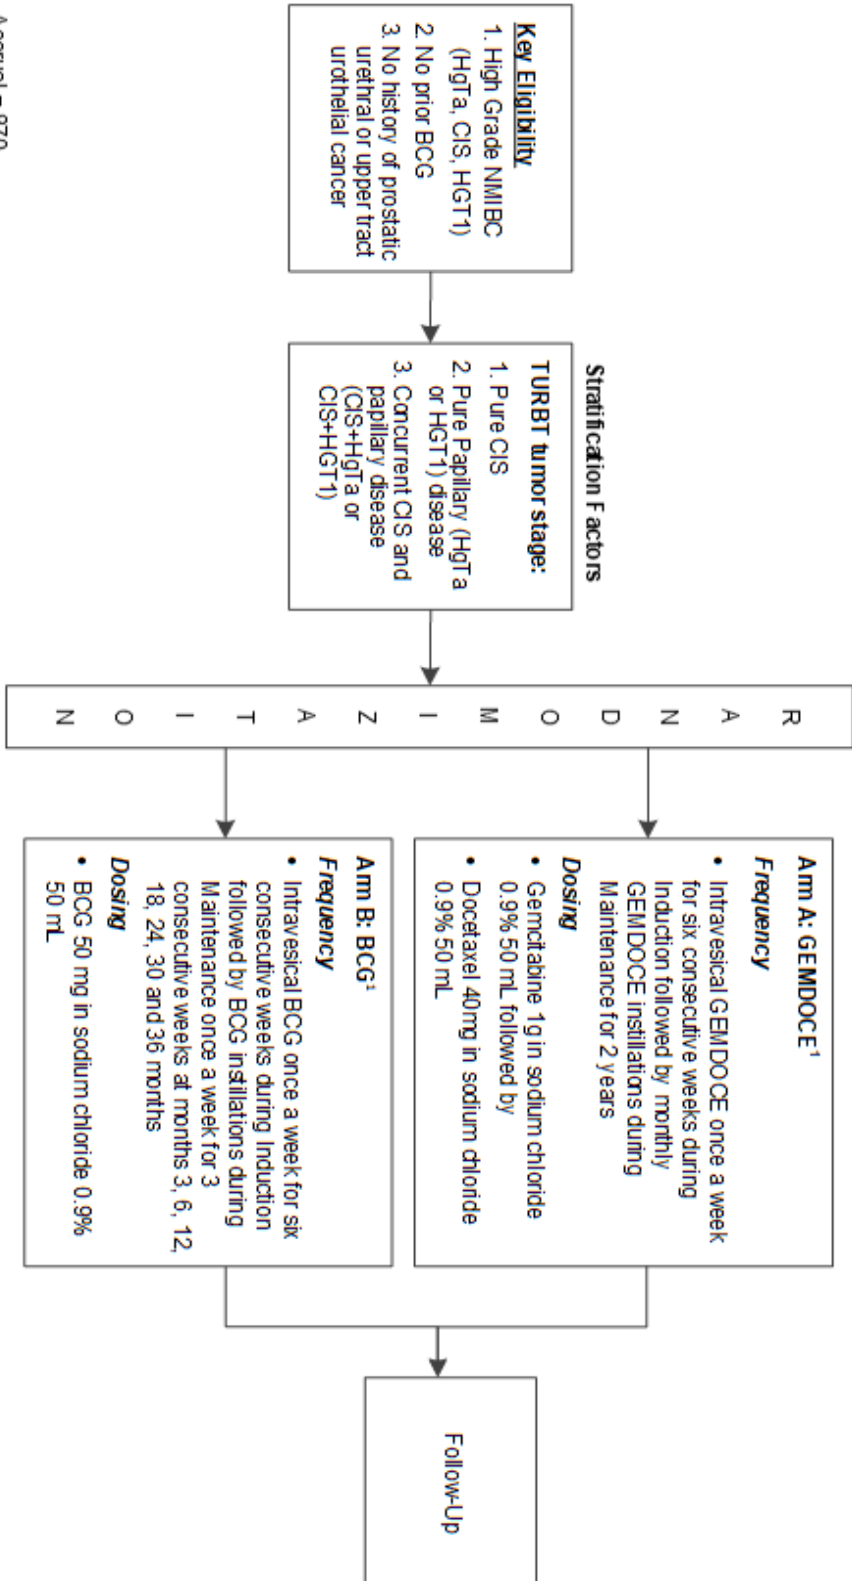 Key Eligibility
1. High Grade NMIBC
(HgTa, CIS, HGT1)
2. No prior BCG
3. No history of prostatic
urethral or upper tract
urothelial cancer
Stratification Factors
TURBT tumor stage:
1. Pure CIS
2. Pure Papillary (HgTa
or HGT1) disease
3. Concurrent CIS and
papillary disease
(CIS+HgTa or
CIS+HGT1)
R
A
N
D
O
M
I
Z
A
T
I
O
N
Arm A: GEMDOCE¹
Frequency
• Intravesical GEMDOCE once a week
for six consecutive weeks during
Induction followed by monthly
GEMDOCE instillations during
Maintenance for 2 years
Dosing
• Gemcitabine 1g in sodium chloride
0.9% 50 mL followed by
• Docetaxel 40mg in sodium chloride
0.9% 50 mL
Arm B: BCG¹
Frequency
• Intravesical BCG once a week for six
consecutive weeks during Induction
followed by BCG instillations during
Maintenance once a week for 3
consecutive weeks at months 3, 6, 12,
18, 24, 30 and 36 months
Dosing
• BCG 50 mg in sodium chloride 0.9%
50 mL
Follow-Up